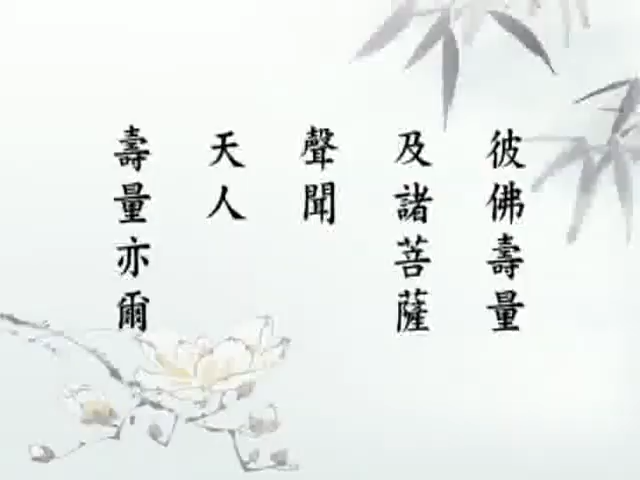 彼佛壽量
及諸菩薩
聲聞
天人
壽量亦爾